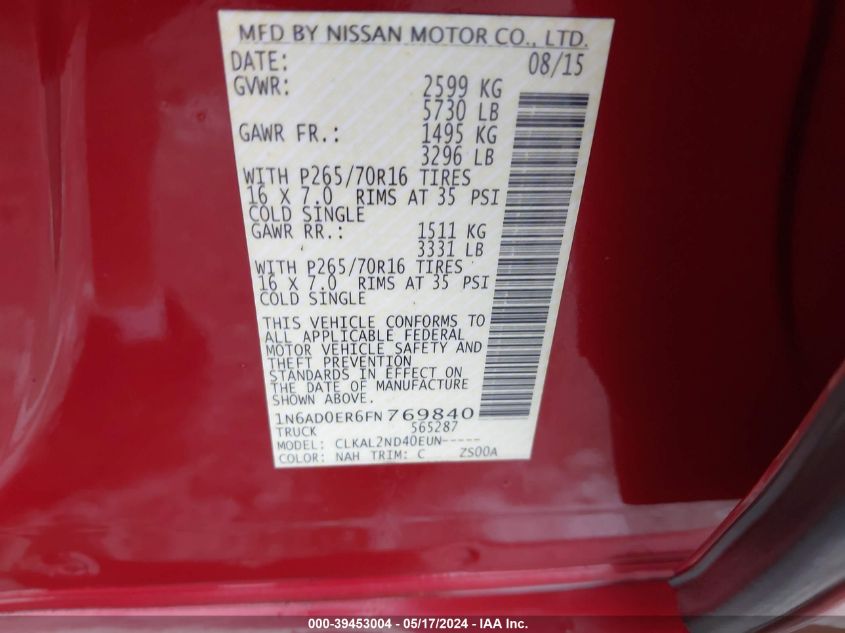 MFD BY NISSAN MOTOR CO., LTD.
DATE: 08/15
GVWR: 2599 KG
5730 LB
GAWR FR.: 1495 KG
3296 LB
WITH P265/70R16 TIRES
16 X 7.0 RIMS AT 35 PSI
COLD SINGLE
GAWR RR.: 1511 KG
3331 LB
WITH P265/70R16 TIRES
16 X 7.0 RIMS AT 35 PSI
COLD SINGLE
THIS VEHICLE CONFORMS TO
ALL APPLICABLE FEDERAL
MOTOR VEHICLE SAFETY AND
THEFT PREVENTION
STANDARDS IN EFFECT ON
THE DATE OF MANUFACTURE
SHOWN ABOVE.
1N6AD0ER6FN769840
TRUCK 565287
MODEL: CLKAL2ND40EUN-----
COLOR: NAH TRIM: C ZS00A
000-39453004 - 05/17/2024 - IAA Inc.